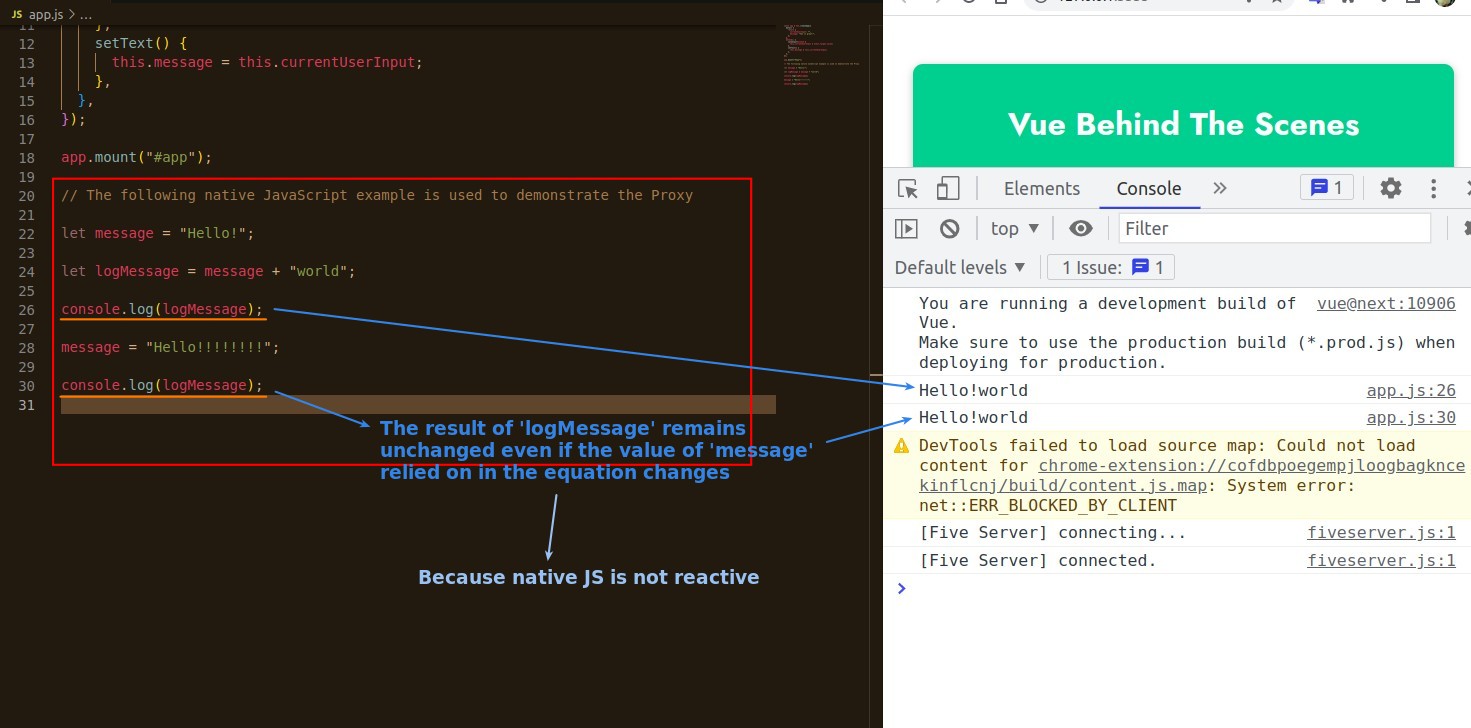 JS app.js > ...
11 },
12 setText() {
13 this.message = this.currentUserInput;
14 },
15 },
16 });
17
18 app.mount("#app");
19
20 // The following native JavaScript example is used to demonstrate the Proxy
21
22 let message = "Hello!";
23
24 let logMessage = message + "world";
25
26 console.log(logMessage);
27
28 message = "Hello!!!!!!!!";
29
30 console.log(logMessage);
31
The result of 'logMessage' remains
unchanged even if the value of 'message'
relied on in the equation changes
Because native JS is not reactive
Vue Behind The Scenes
Elements Console 1
top Filter
Default levels 1 Issue: 1
You are running a development build of vue@next:10906
Vue.
Make sure to use the production build (*.prod.js) when
deploying for production.
Hello!world app.js:26
Hello!world app.js:30
DevTools failed to load source map: Could not load
content for chrome-extension://cofdbpoegempjloogbagknce
kinflcnj/build/content.js.map: System error:
net::ERR_BLOCKED_BY_CLIENT
[Five Server] connecting... fiveserver.js:1
[Five Server] connected. fiveserver.js:1